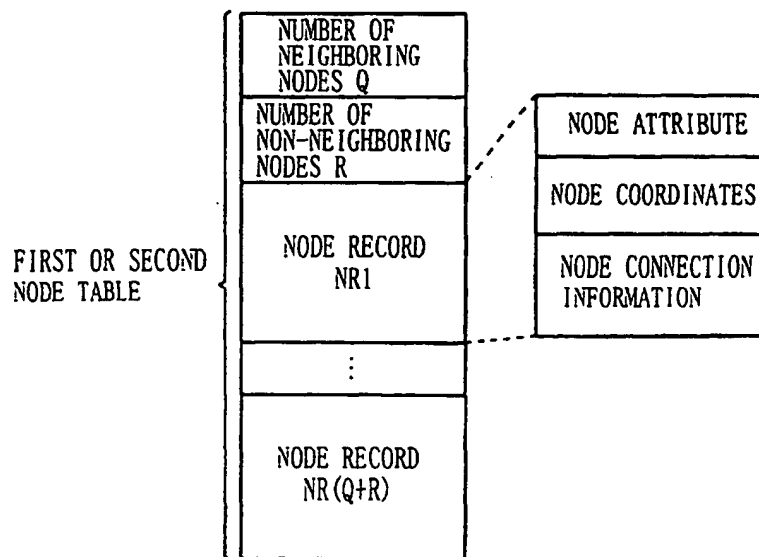 NUMBER OF
NEIGHBORING
NODES Q
NUMBER OF
NON-NEIGHBORING
NODES R
NODE RECORD
NR1
⋮
NODE RECORD
NR(Q+R)
FIRST OR SECOND
NODE TABLE
NODE ATTRIBUTE
NODE COORDINATES
NODE CONNECTION
INFORMATION